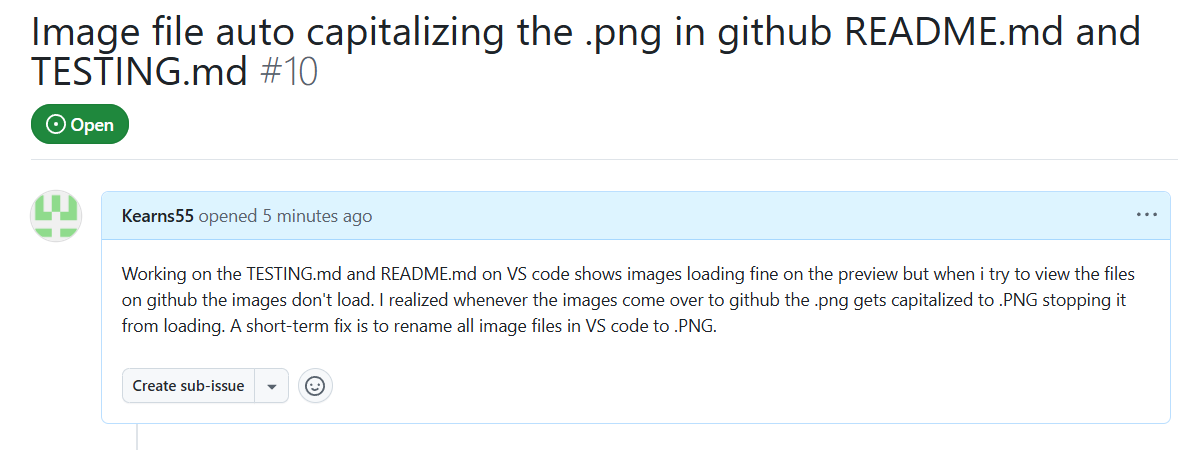 Image file auto capitalizing the .png in github README.md and
TESTING.md #10
Open
Kearns55 opened 5 minutes ago
Working on the TESTING.md and README.md on VS code shows images loading fine on the preview but when i try to view the files
on github the images don't load. I realized whenever the images come over to github the .png gets capitalized to .PNG stopping it
from loading. A short-term fix is to rename all image files in VS code to .PNG.
Create sub-issue